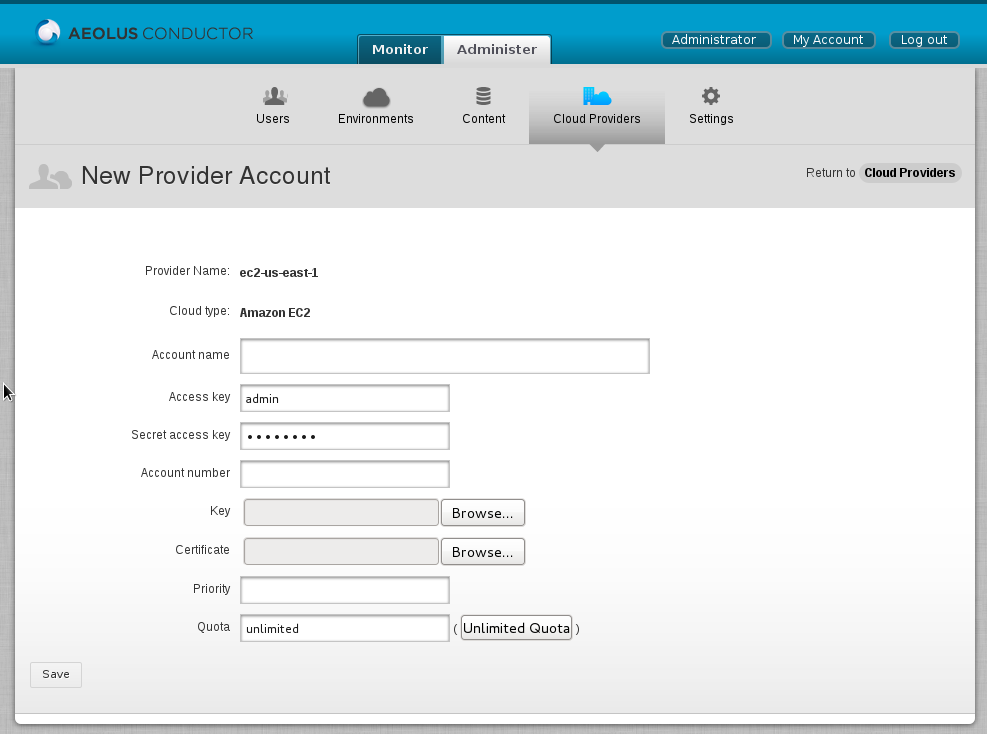 AEOLUS CONDUCTOR
Monitor Administer
Administrator My Account Log out
Users Environments Content Cloud Providers Settings
New Provider Account
Return to Cloud Providers
Provider Name: ec2-us-east-1
Cloud type: Amazon EC2
Account name
Access key admin
Secret access key ••••••••
Account number
Key Browse...
Certificate Browse...
Priority
Quota unlimited ( Unlimited Quota )
Save